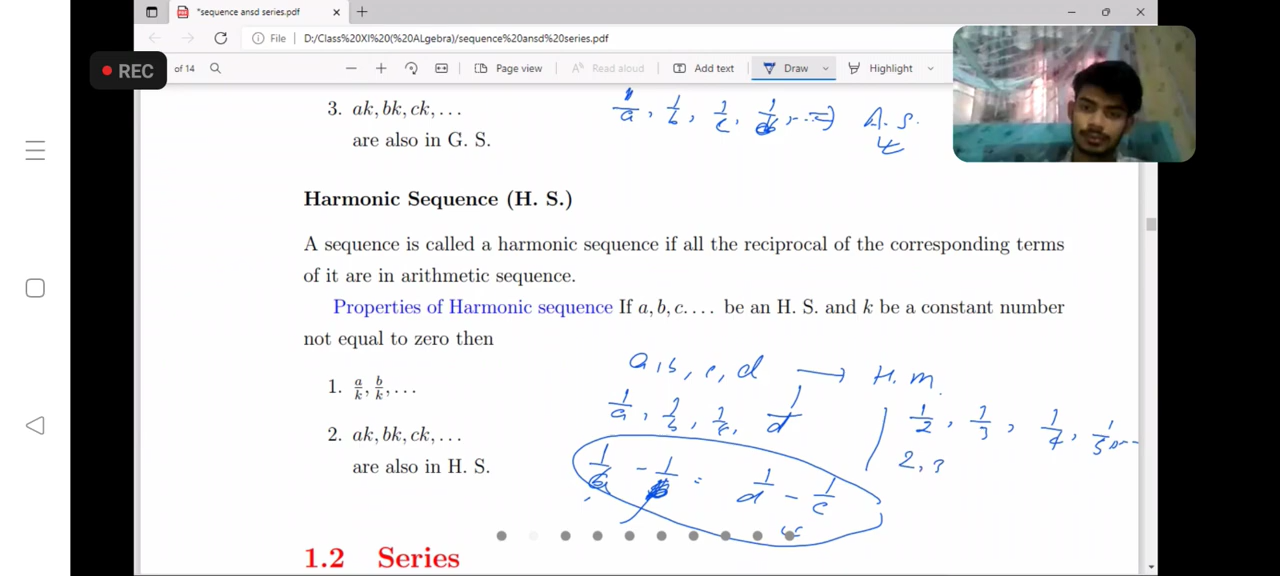 *sequence ansd series.pdf
File | D:/Class%20XI%20(%20ALgebra)/sequence%20ansd%20series.pdf
REC
of 14
Page view
Read aloud
Add text
Draw
Highlight
3. ak, bk, ck, . . .
are also in G. S.
1/a, 1/b, 1/c, 1/d, ... A. S.
Harmonic Sequence (H. S.)
A sequence is called a harmonic sequence if all the reciprocal of the corresponding terms
of it are in arithmetic sequence.
Properties of Harmonic sequence If a, b, c. . . . be an H. S. and k be a constant number
not equal to zero then
a, b, c, d → H. m.
1. a/k, b/k, . . .
1/a, 1/b, 1/c, 1/d
1/2, 1/3, 1/4, 1/5
2. ak, bk, ck, . . .
2, 3
are also in H. S.
= 1/d - 1/c
1.2 Series